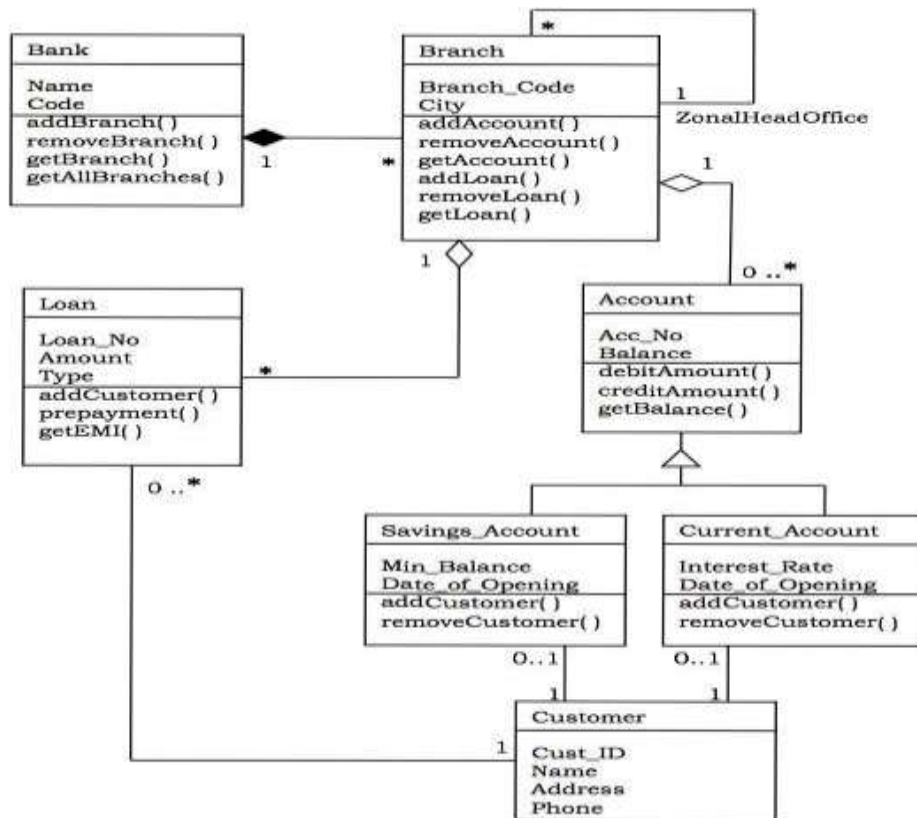 Bank
Name
Code
addBranch( )
removeBranch( )
getBranch( )
getAllBranches( )
1
*
Branch
Branch_Code
City
addAccount( )
removeAccount( )
getAccount( )
addLoan( )
removeLoan( )
getLoan( )
*
1
ZonalHeadOffice
1
0 ..*
1
*
Loan
Loan_No
Amount
Type
addCustomer( )
prepayment( )
getEMI( )
0 ..*
Account
Acc_No
Balance
debitAmount( )
creditAmount( )
getBalance( )
Savings_Account
Min_Balance
Date_of_Opening
addCustomer( )
removeCustomer( )
0..1
1
Current_Account
Interest_Rate
Date_of_Opening
addCustomer( )
removeCustomer( )
0..1
1
1
Customer
Cust_ID
Name
Address
Phone